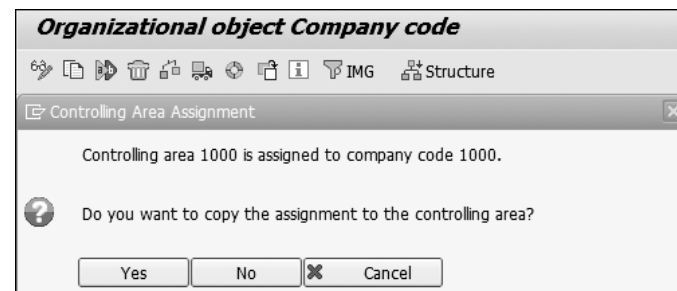 Organizational object Company code
IMG Structure
Controlling Area Assignment
Controlling area 1000 is assigned to company code 1000.
Do you want to copy the assignment to the controlling area?
Yes No Cancel